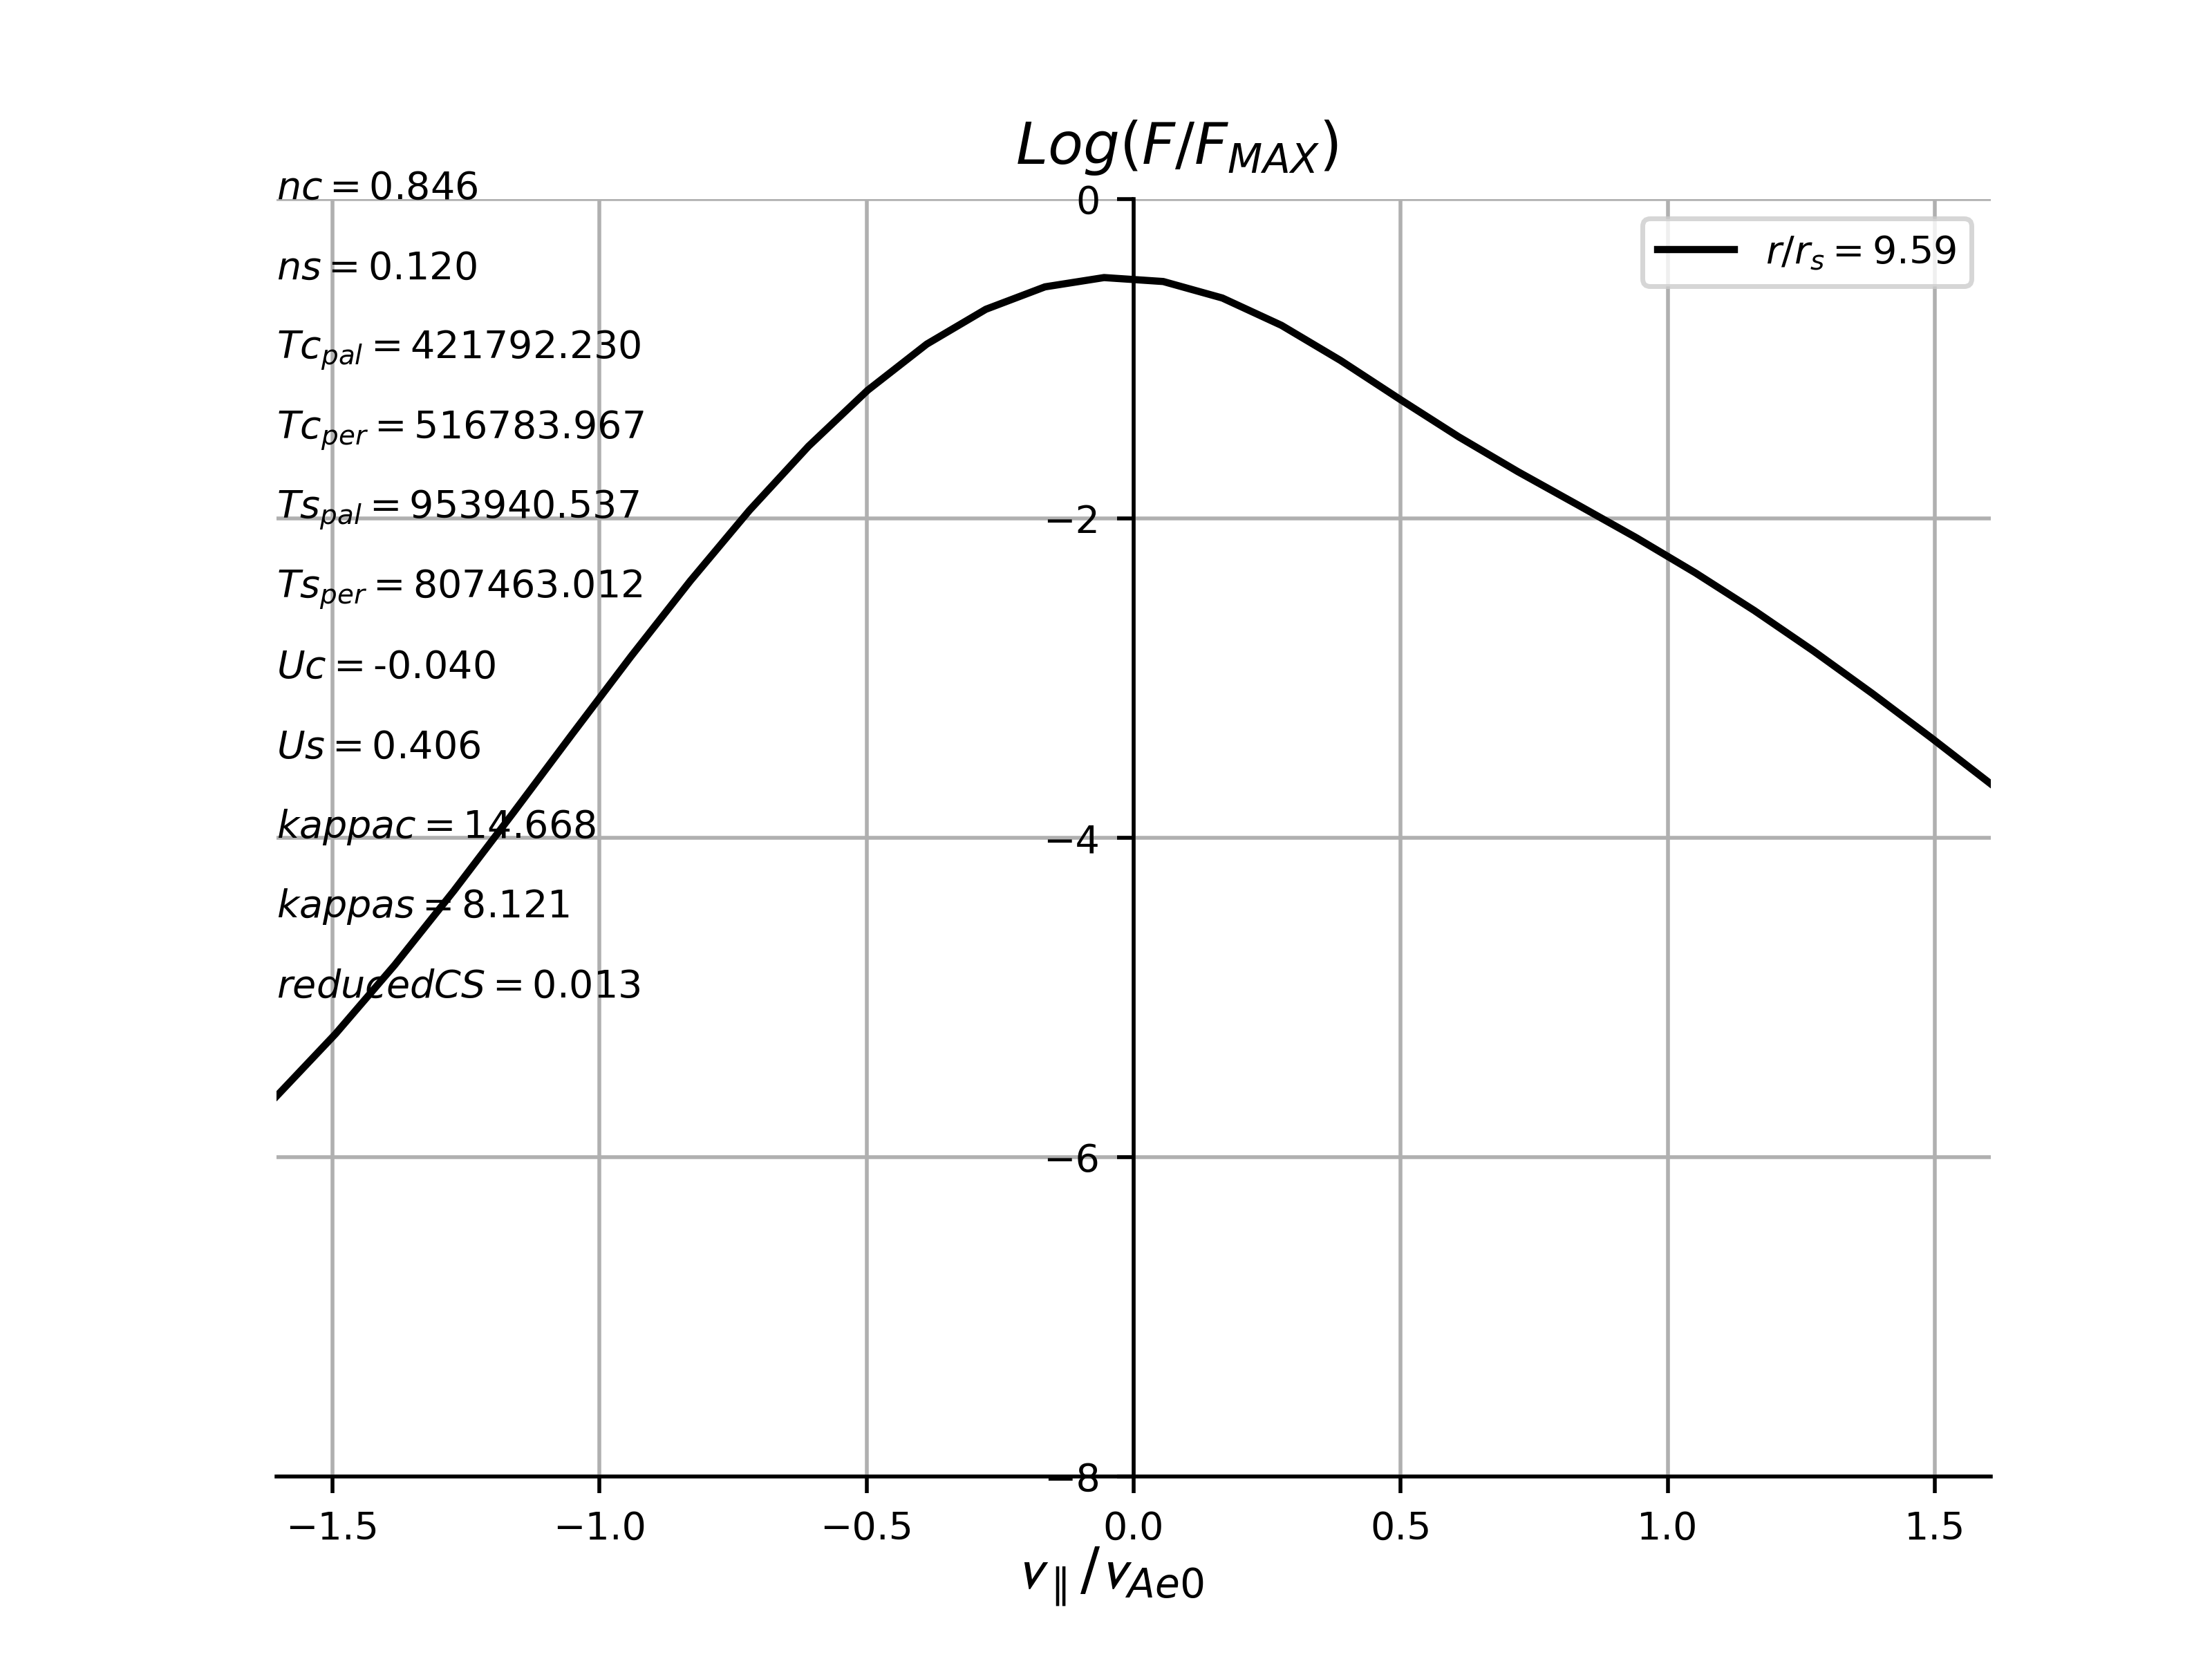 Log(F/F_MAX)
nc = 0.846
0
r/r_s = 9.59
ns = 0.120
Tc_pal = 421792.230
Tc_per = 516783.967
Ts_pal = 953940.537
−2
Ts_per = 807463.012
Uc = -0.040
Us = 0.406
kappac = 14.668
−4
kappas = 8.121
reducedCS = 0.013
−6
−8
−1.5 −1.0 −0.5 0.0 0.5 1.0 1.5
v_∥/v_Ae0